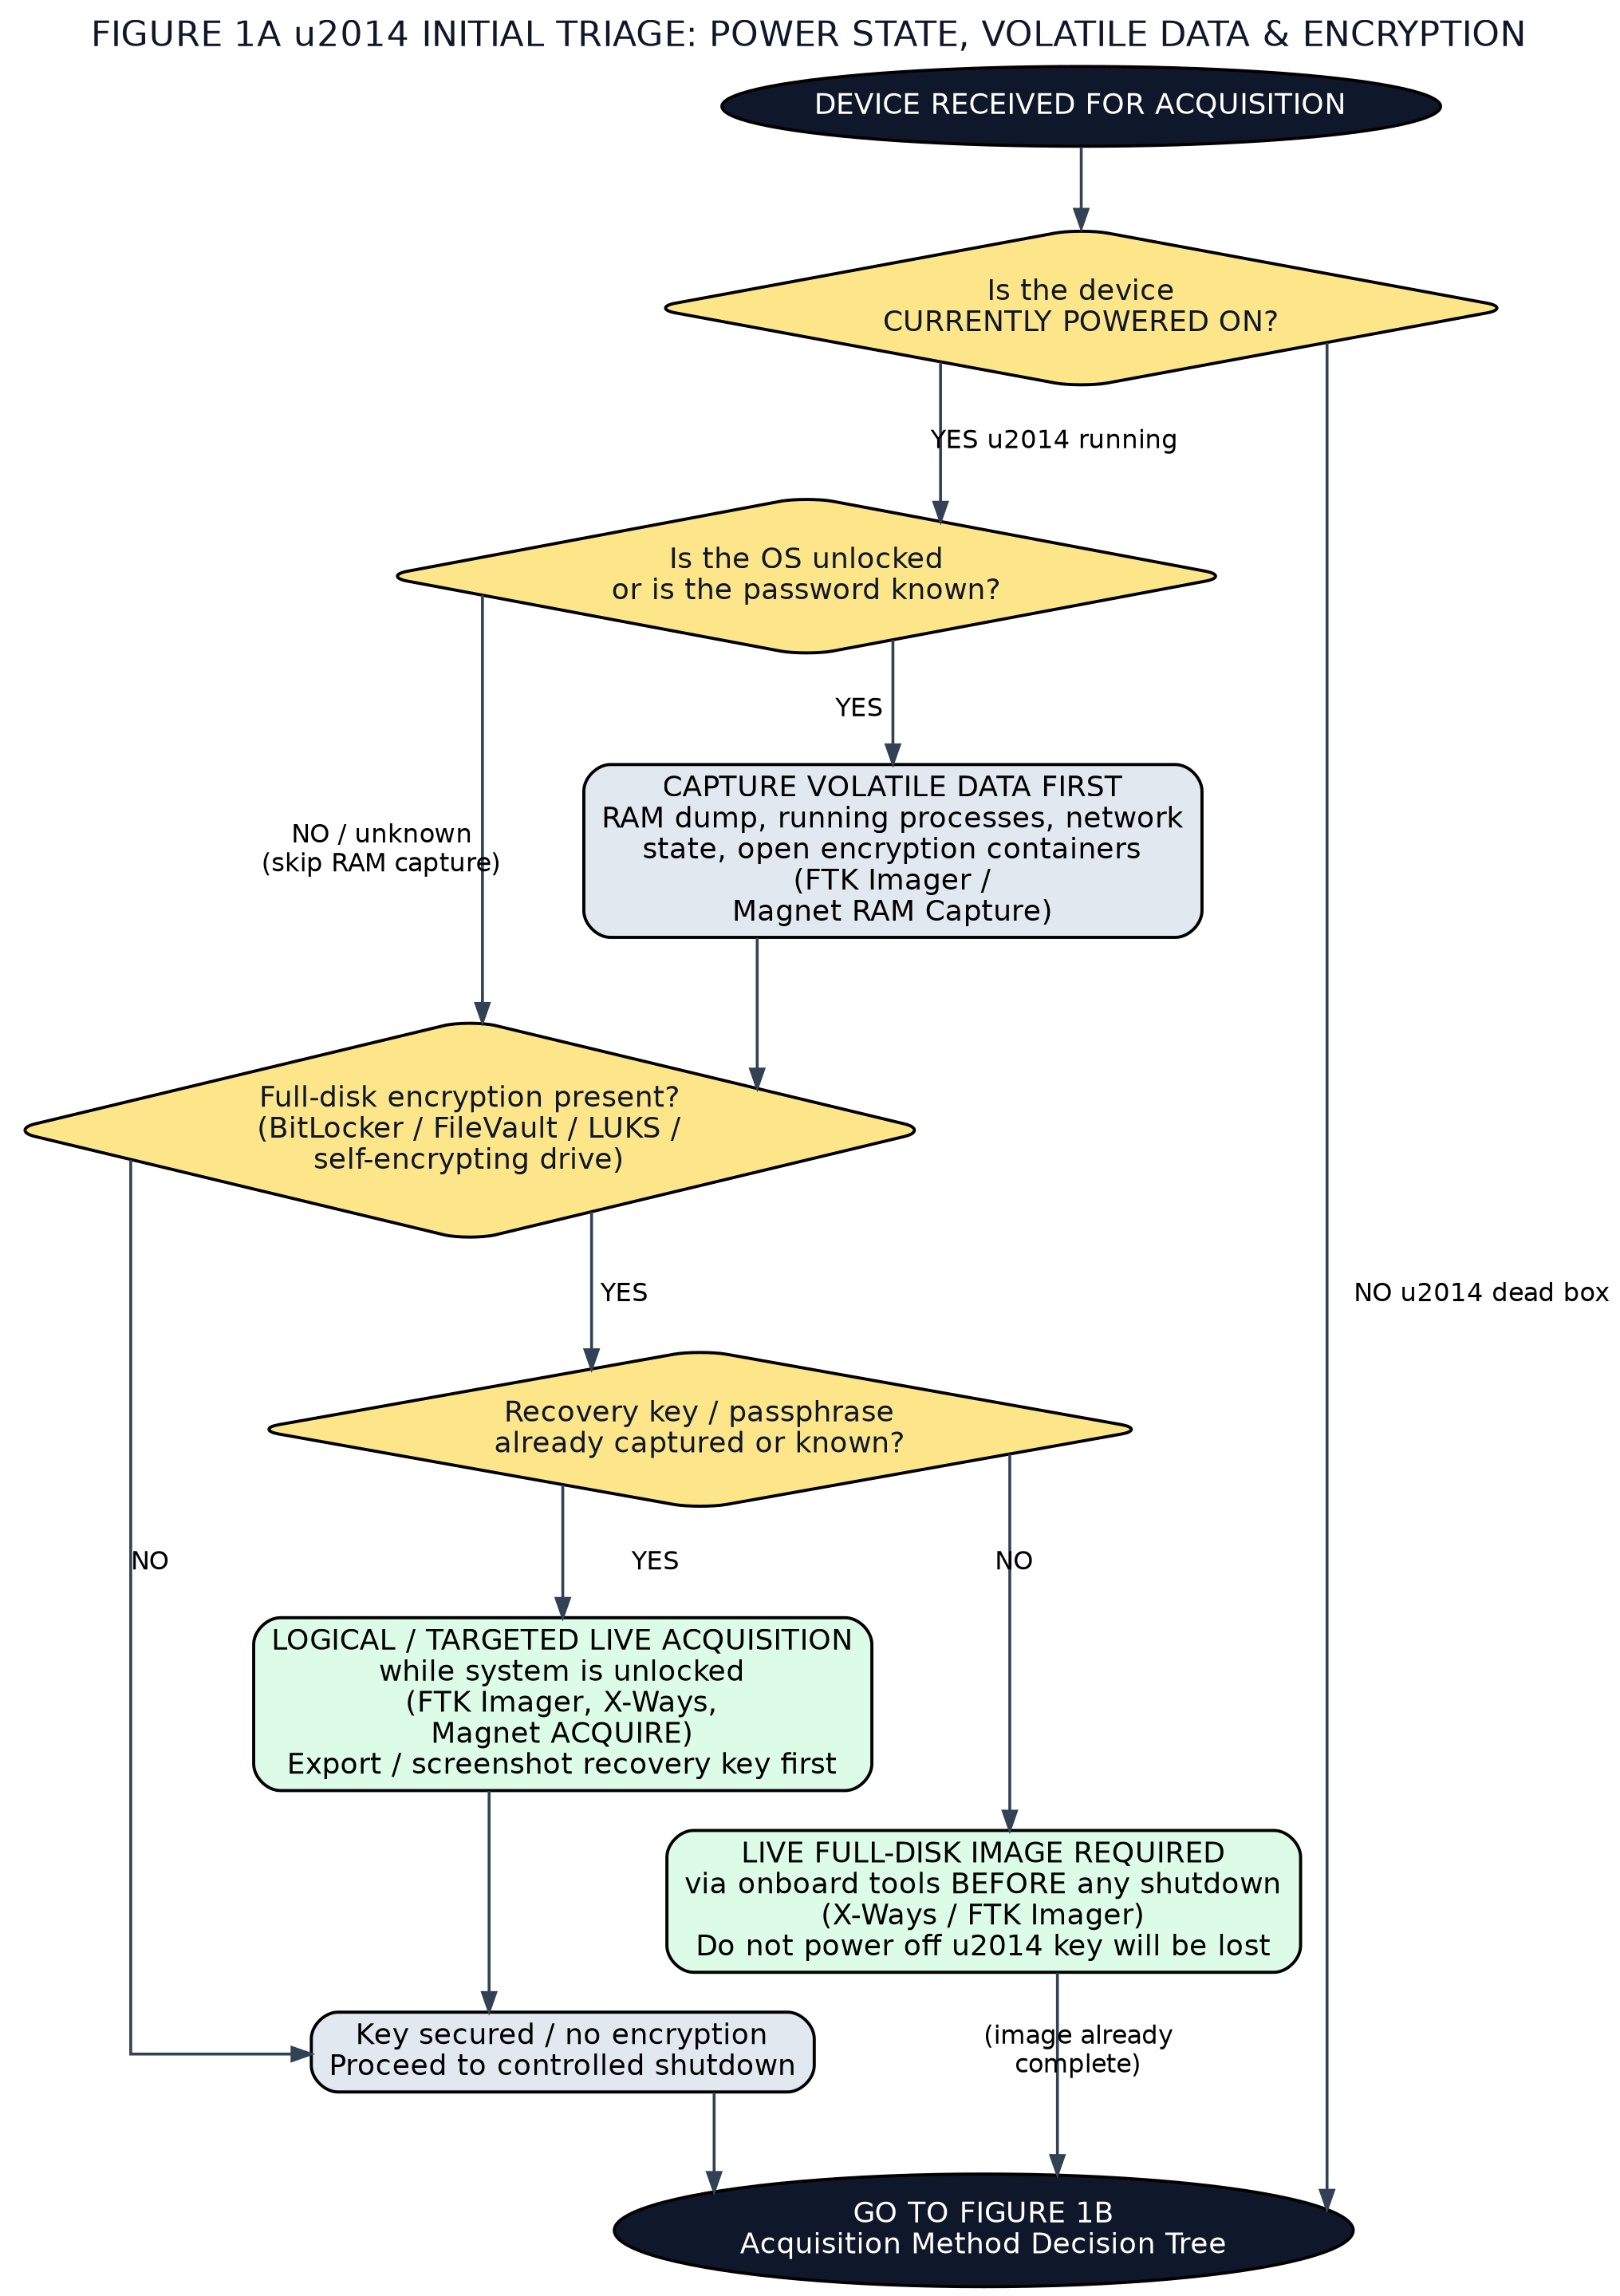 FIGURE 1A u2014 INITIAL TRIAGE: POWER STATE, VOLATILE DATA & ENCRYPTION
DEVICE RECEIVED FOR ACQUISITION
Is the device
CURRENTLY POWERED ON?
YES u2014 running
Is the OS unlocked
or is the password known?
YES
CAPTURE VOLATILE DATA FIRST
RAM dump, running processes, network
state, open encryption containers
(FTK Imager /
Magnet RAM Capture)
NO / unknown
(skip RAM capture)
Full-disk encryption present?
(BitLocker / FileVault / LUKS /
self-encrypting drive)
YES
NO u2014 dead box
Recovery key / passphrase
already captured or known?
NO
YES
NO
LOGICAL / TARGETED LIVE ACQUISITION
while system is unlocked
(FTK Imager, X-Ways,
Magnet ACQUIRE)
Export / screenshot recovery key first
LIVE FULL-DISK IMAGE REQUIRED
via onboard tools BEFORE any shutdown
(X-Ways / FTK Imager)
Do not power off u2014 key will be lost
Key secured / no encryption
Proceed to controlled shutdown
(image already
complete)
GO TO FIGURE 1B
Acquisition Method Decision Tree